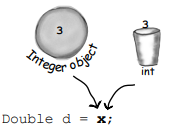 3
3
Integer object
int
Double d = x;